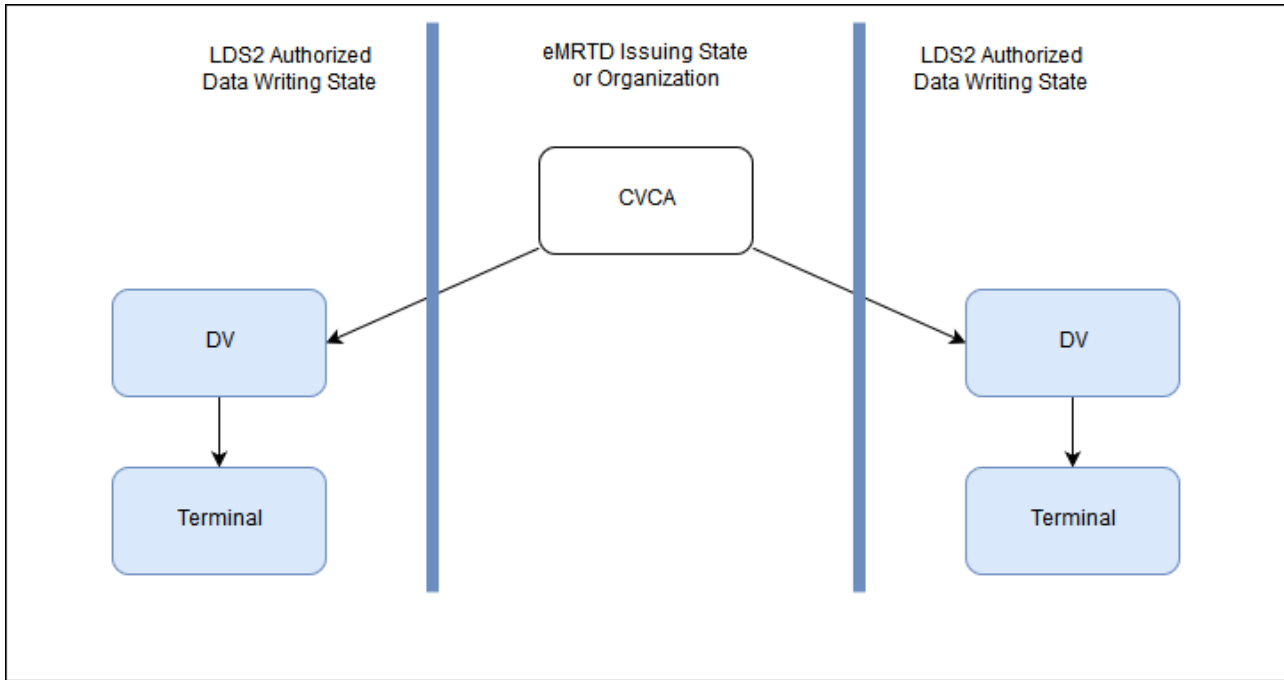 LDS2 Authorized
Data Writing State
eMRTD Issuing State
or Organization
LDS2 Authorized
Data Writing State
CVCA
DV
DV
Terminal
Terminal